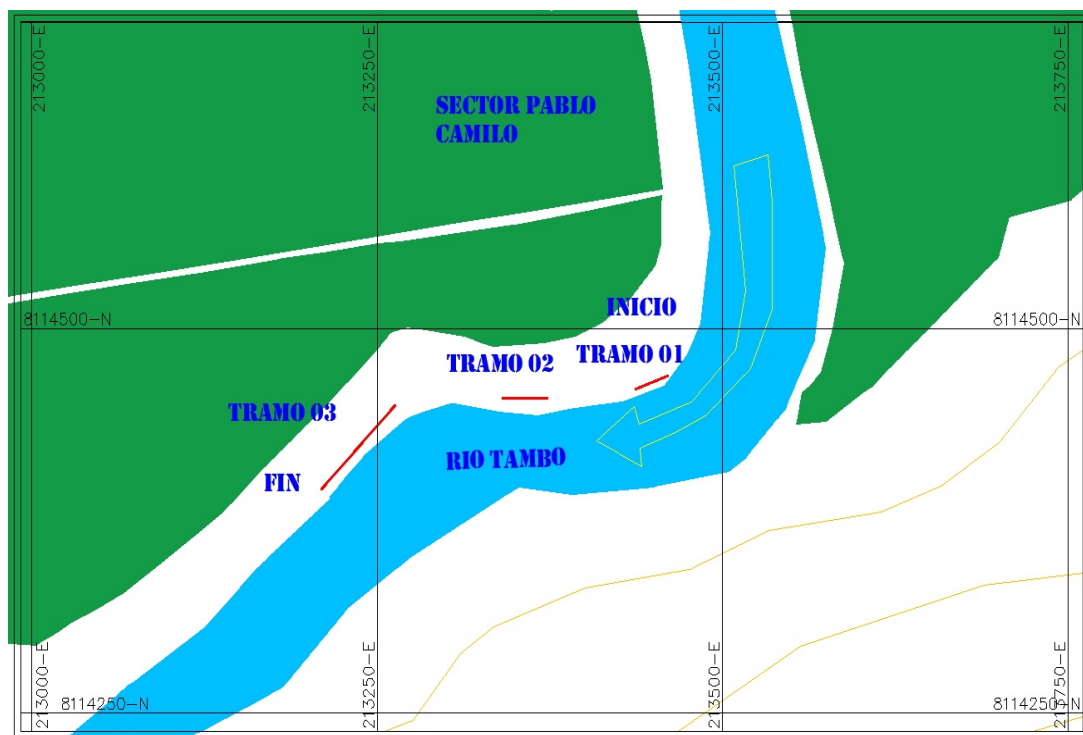 213000-E
213250-E
213500-E
213750-E
SECTOR PABLO
CAMILO
INICIO
8114500-N
8114500-N
TRAMO 01
TRAMO 02
TRAMO 03
RIO TAMBO
FIN
213000-E
213250-E
213500-E
213750-E
8114250-N
8114250-N